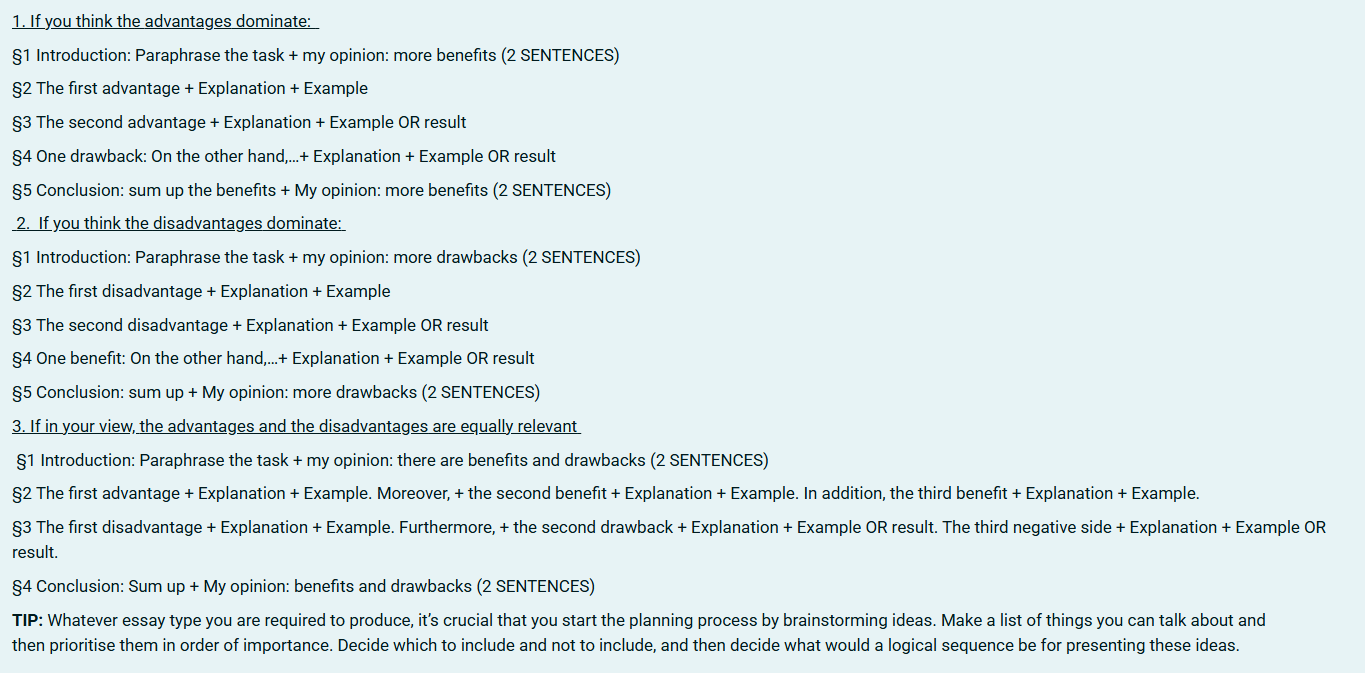 1. If you think the advantages dominate:
§1 Introduction: Paraphrase the task + my opinion: more benefits (2 SENTENCES)
§2 The first advantage + Explanation + Example
§3 The second advantage + Explanation + Example OR result
§4 One drawback: On the other hand,...+ Explanation + Example OR result
§5 Conclusion: sum up the benefits + My opinion: more benefits (2 SENTENCES)
2.  If you think the disadvantages dominate:
§1 Introduction: Paraphrase the task + my opinion: more drawbacks (2 SENTENCES)
§2 The first disadvantage + Explanation + Example
§3 The second disadvantage + Explanation + Example OR result
§4 One benefit: On the other hand,...+ Explanation + Example OR result
§5 Conclusion: sum up + My opinion: more drawbacks (2 SENTENCES)
3. If in your view, the advantages and the disadvantages are equally relevant
§1 Introduction: Paraphrase the task + my opinion: there are benefits and drawbacks (2 SENTENCES)
§2 The first advantage + Explanation + Example. Moreover, + the second benefit + Explanation + Example. In addition, the third benefit + Explanation + Example.
§3 The first disadvantage + Explanation + Example. Furthermore, + the second drawback + Explanation + Example OR result. The third negative side + Explanation + Example OR
result.
§4 Conclusion: Sum up + My opinion: benefits and drawbacks (2 SENTENCES)
TIP: Whatever essay type you are required to produce, it's crucial that you start the planning process by brainstorming ideas. Make a list of things you can talk about and
then prioritise them in order of importance. Decide which to include and not to include, and then decide what would a logical sequence be for presenting these ideas.